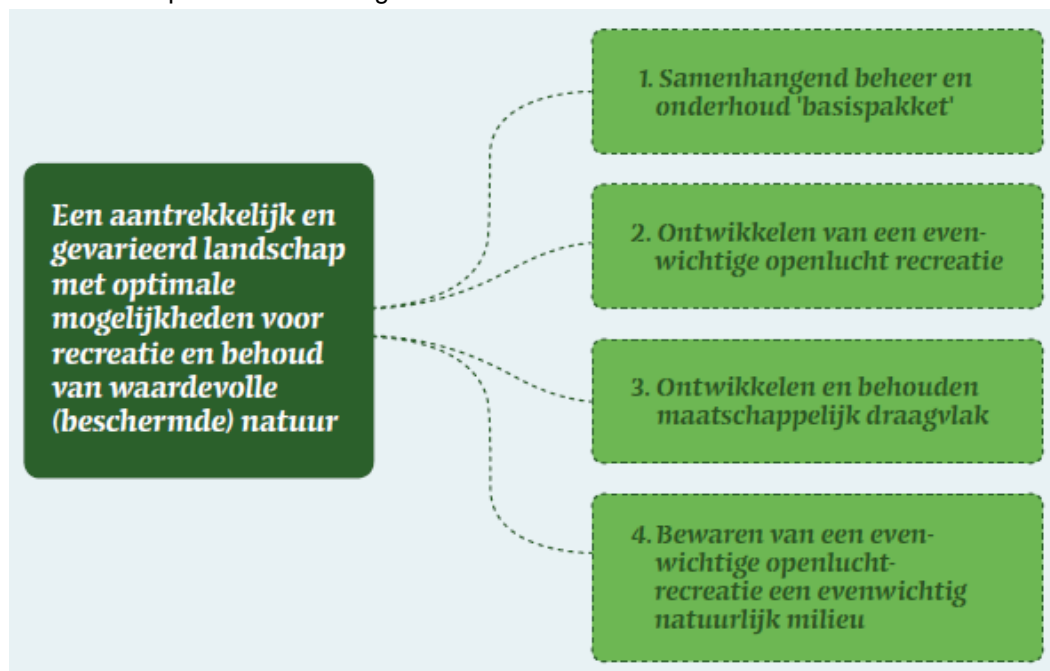 Een aantrekkelijk en
gevarieerd landschap
met optimale
mogelijkheden voor
recreatie en behoud
van waardevolle
(beschermde) natuur
1. Samenhangend beheer en
onderhoud 'basispakket'
2. Ontwikkelen van een even-
wichtige openlucht recreatie
3. Ontwikkelen en behouden
maatschappelijk draagvlak
4. Bewaren van een even-
wichtige openlucht-
recreatie een evenwichtig
natuurlijk milieu